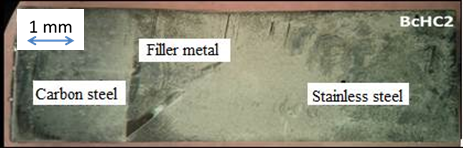 BcHC2
1 mm
Filler metal
Carbon steel
Stainless steel